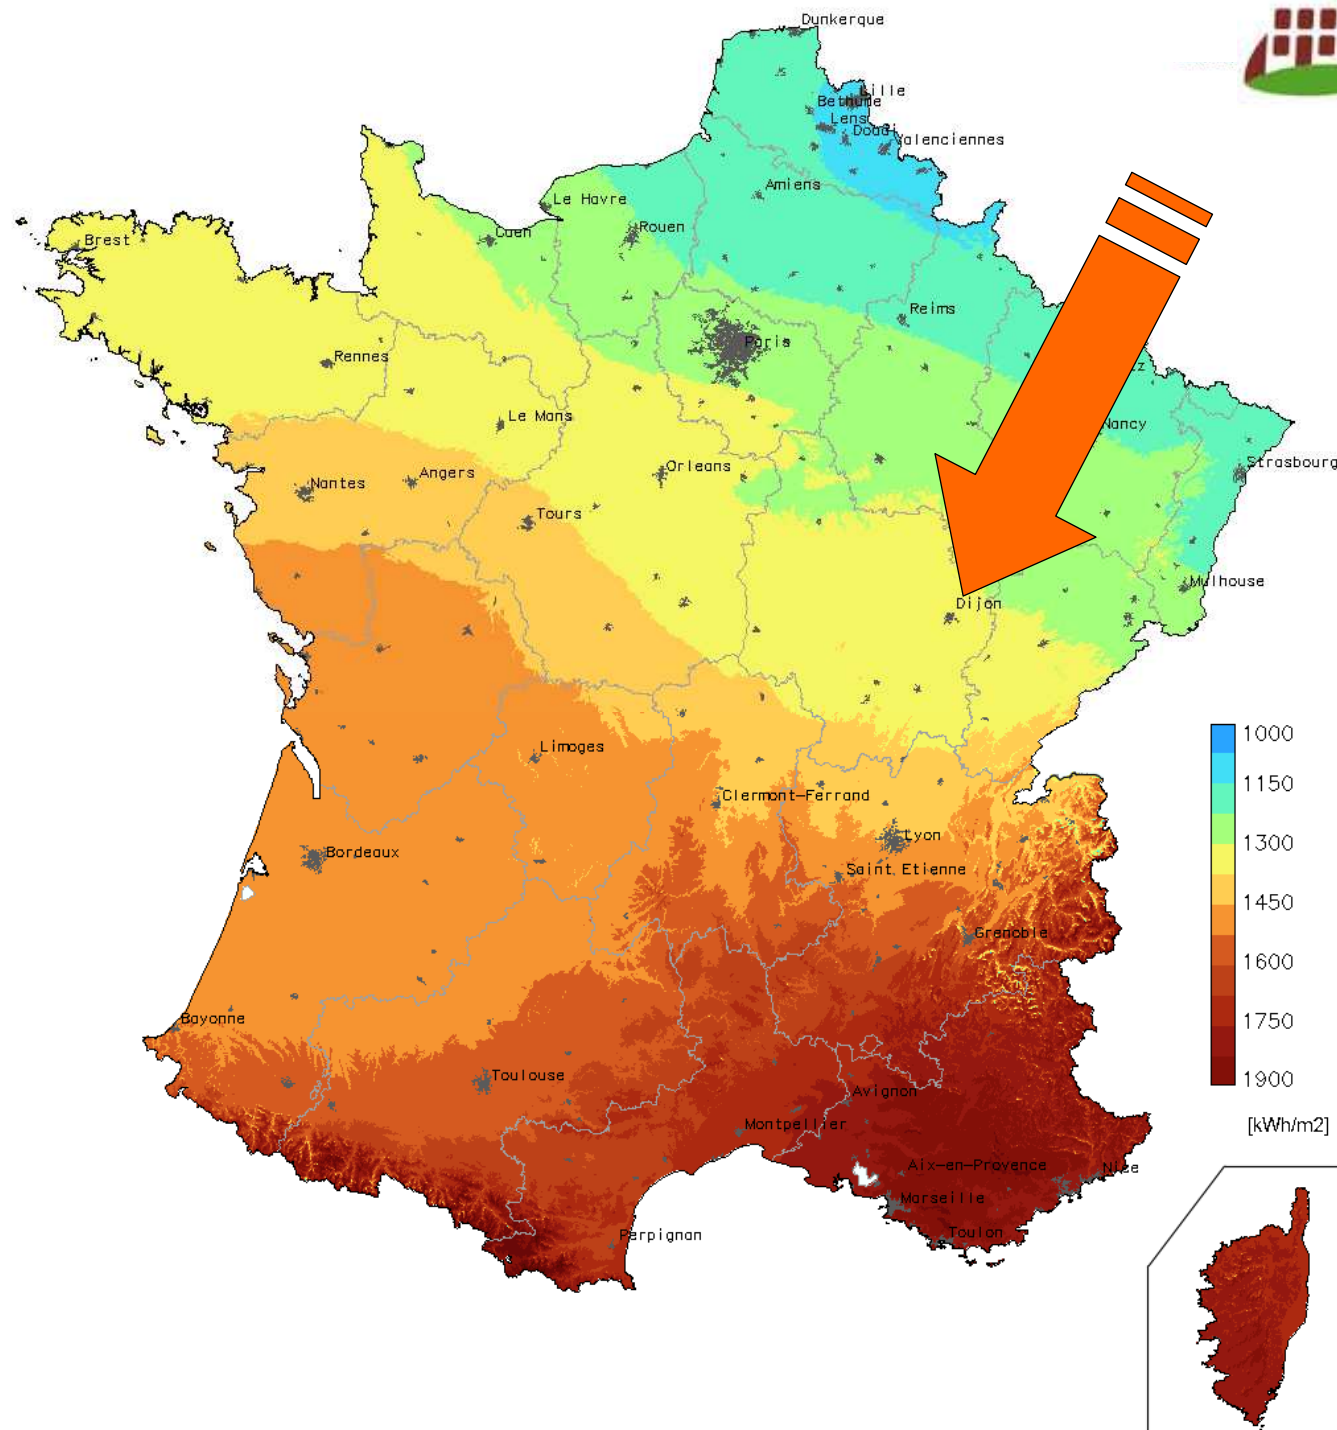 Dunkerque
Lille
Bethune
Lens
Douai
Valenciennes
Amiens
Le Havre
Rouen
Caen
Brest
Reims
Paris
Rennes
Nancy
Le Mans
Strasbourg
Orleans
Angers
Nantes
Tours
Mulhouse
Dijon
Limoges
Clermont-Ferrand
Lyon
Bordeaux
Saint Etienne
Grenoble
Bayonne
Toulouse
Avignon
Montpellier
Aix-en-Provence
Nice
Marseille
Toulon
Perpignan
1000
1150
1300
1450
1600
1750
1900
[kWh/m2]